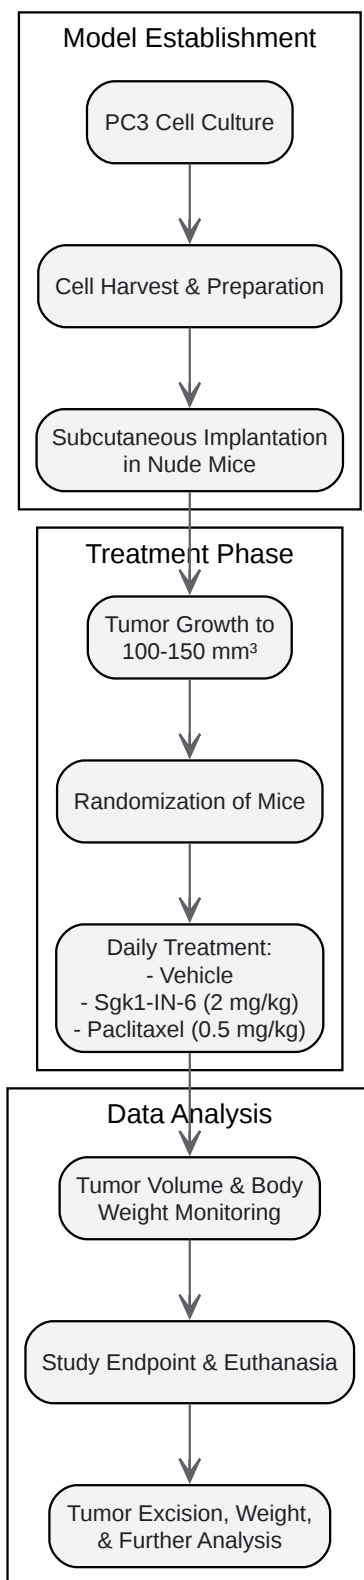 Model Establishment
PC3 Cell Culture
Cell Harvest & Preparation
Subcutaneous Implantation
in Nude Mice
Treatment Phase
Tumor Growth to
100-150 mm³
Randomization of Mice
Daily Treatment:
- Vehicle
- Sgk1-IN-6 (2 mg/kg)
- Paclitaxel (0.5 mg/kg)
Data Analysis
Tumor Volume & Body
Weight Monitoring
Study Endpoint & Euthanasia
Tumor Excision, Weight,
& Further Analysis